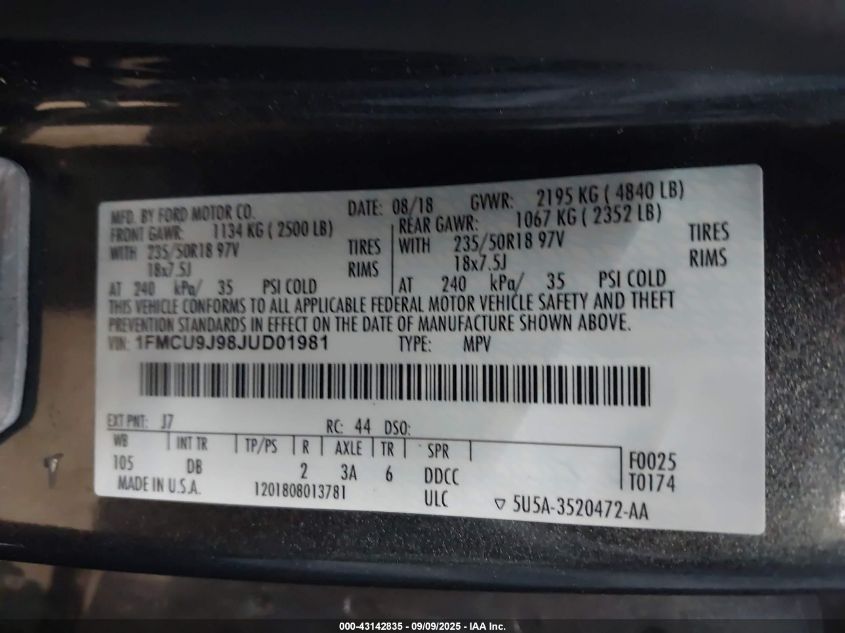 MFD. BY FORD MOTOR CO. DATE: 08/18 GVWR: 2195 KG ( 4840 LB)
FRONT GAWR: 1134 KG ( 2500 LB) REAR GAWR: 1067 KG ( 2352 LB)
WITH 235/50R18 97V TIRES WITH 235/50R18 97V TIRES
18x7.5J RIMS 18x7.5J RIMS
AT 240 kPa/ 35 PSI COLD AT 240 kPa/ 35 PSI COLD
THIS VEHICLE CONFORMS TO ALL APPLICABLE FEDERAL MOTOR VEHICLE SAFETY AND THEFT
PREVENTION STANDARDS IN EFFECT ON THE DATE OF MANUFACTURE SHOWN ABOVE.
VIN: 1FMCU9J98JUD01981 TYPE: MPV
EXT PNT: J7 RC: 44 DSO:
WB INT TR TP/PS R AXLE TR SPR F0025
105 DB 2 3A 6 DDCC T0174
MADE IN U.S.A. 1201808013781 ULC ▽ 5U5A-3520472-AA
000-43142835 - 09/09/2025 - IAA Inc.